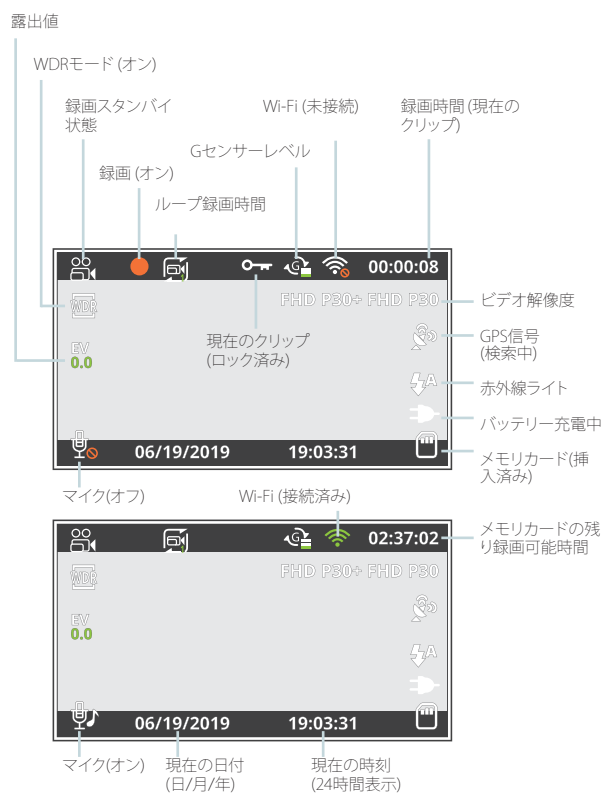 露出値
WDRモード (オン)
録画スタンバイ
状態
Wi-Fi (未接続)
録画時間 (現在の
クリップ)
Gセンサーレベル
録画 (オン)
ループ録画時間
G
00:00:08
WDR
FHD P30+ FHD P30
ビデオ解像度
現在のクリップ
(ロック済み)
GPS信号
(検索中)
EV
0.0
A
赤外線ライト
バッテリー充電中
06/19/2019
19:03:31
メモリカード(挿
入済み)
マイク(オフ)
Wi-Fi (接続済み)
G
02:37:02
メモリカードの残
り録画可能時間
WDR
FHD P30+ FHD P30
EV
0.0
A
06/19/2019
19:03:31
マイク(オン)
現在の日付
(日/月/年)
現在の時刻
(24時間表示)